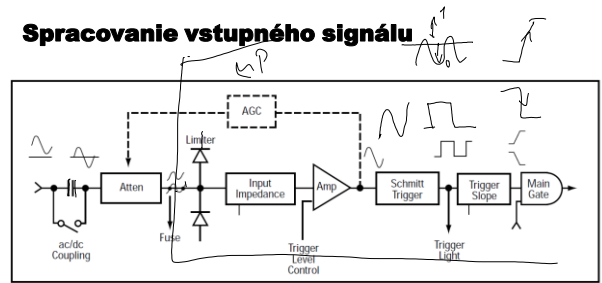 Spracovanie vstupného signálu
AGC
Limiter
Atten
Input
Impedance
Amp
Schmitt
Trigger
Trigger
Slope
Main
Gate
ac/dc
Coupling
Fuse
Trigger
Level
Control
Trigger
Light